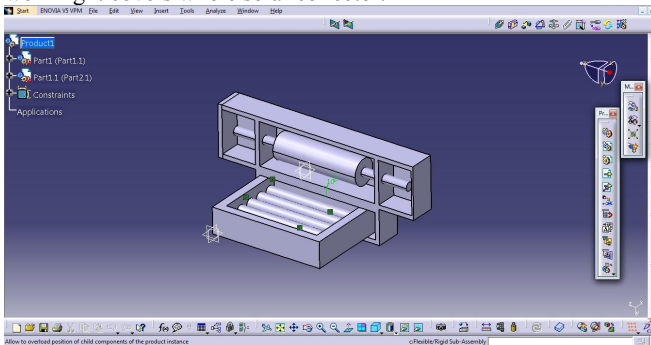 Start ENOVIA V5 VPM File Edit View Insert Tools Analyze Window Help
Product1
Part1 (Part1.1)
Part1.1 (Part2.1)
Constraints
Applications
M...
Pr...
Allow to overload position of child components of the product instance
c:Flexible/Rigid Sub-Assembly